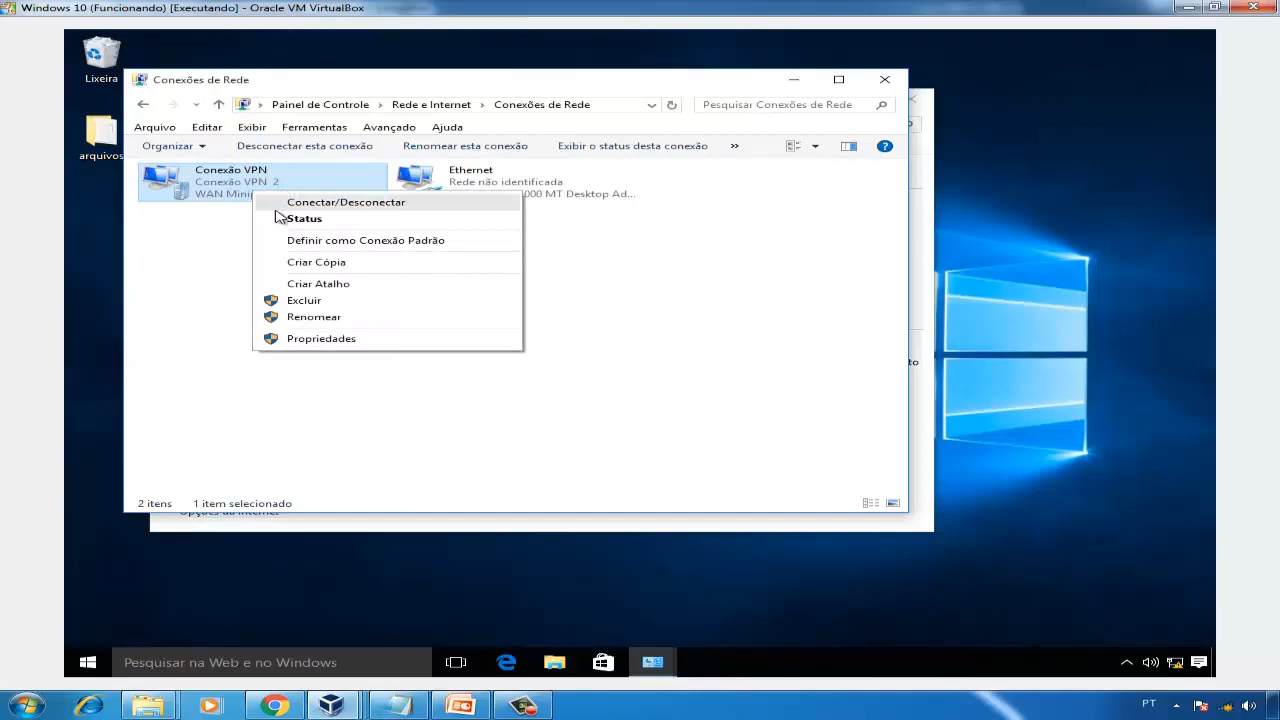 Windows 10 (Funcionando) [Executando] - Oracle VM VirtualBox
Lixeira
arquivos
Conexões de Rede
Painel de Controle
Rede e Internet
Conexões de Rede
Pesquisar Conexões de Rede
Arquivo Editar Exibir Ferramentas Avançado Ajuda
Organizar Desconectar esta conexão Renomear esta conexão Exibir o status desta conexão »
Conexão VPN
Conexão VPN 2
WAN Mini
Ethernet
Rede não identificada
000 MT Desktop Ad...
Conectar/Desconectar
Status
Definir como Conexão Padrão
Criar Cópia
Criar Atalho
Excluir
Renomear
Propriedades
to
2 itens 1 item selecionado
Pesquisar na Web e no Windows
PT